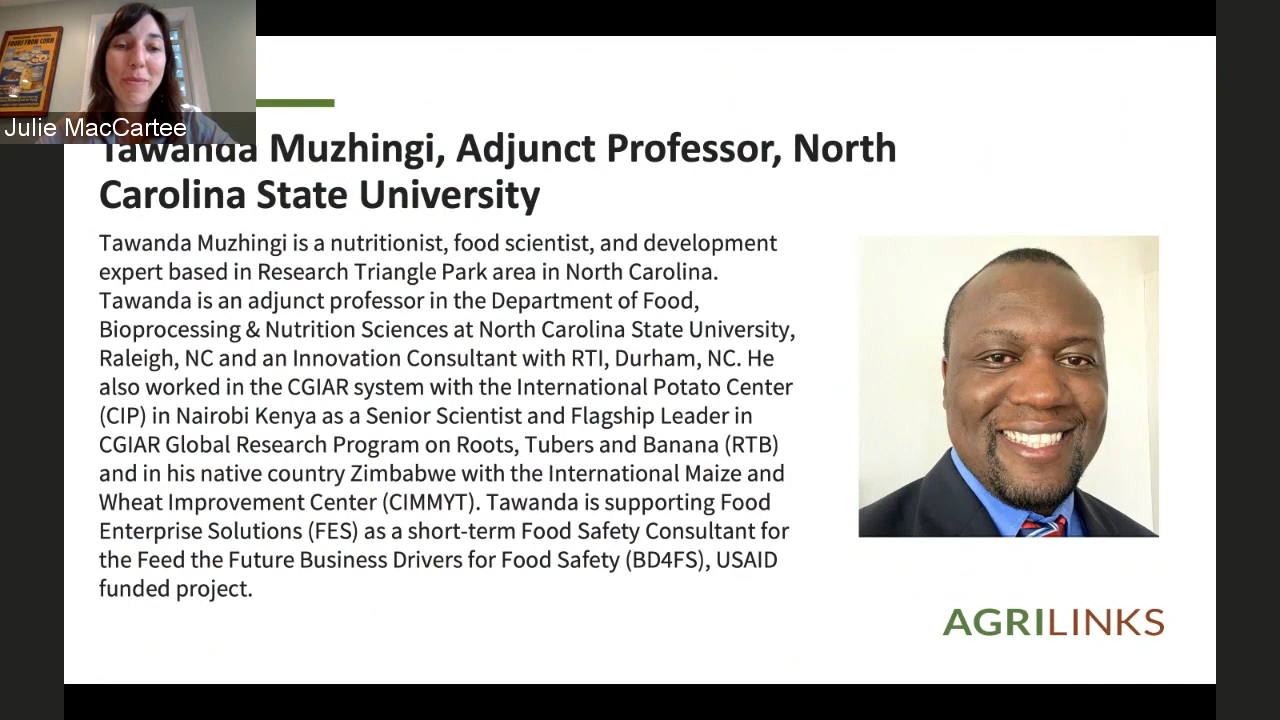 FOODS FROM CORN
Julie MacCartee
Tawanda Muzhingi, Adjunct Professor, North
Carolina State University
Tawanda Muzhingi is a nutritionist, food scientist, and development
expert based in Research Triangle Park area in North Carolina.
Tawanda is an adjunct professor in the Department of Food,
Bioprocessing & Nutrition Sciences at North Carolina State University,
Raleigh, NC and an Innovation Consultant with RTI, Durham, NC. He
also worked in the CGIAR system with the International Potato Center
(CIP) in Nairobi Kenya as a Senior Scientist and Flagship Leader in
CGIAR Global Research Program on Roots, Tubers and Banana (RTB)
and in his native country Zimbabwe with the International Maize and
Wheat Improvement Center (CIMMYT). Tawanda is supporting Food
Enterprise Solutions (FES) as a short-term Food Safety Consultant for
the Feed the Future Business Drivers for Food Safety (BD4FS), USAID
funded project.
AGRILINKS